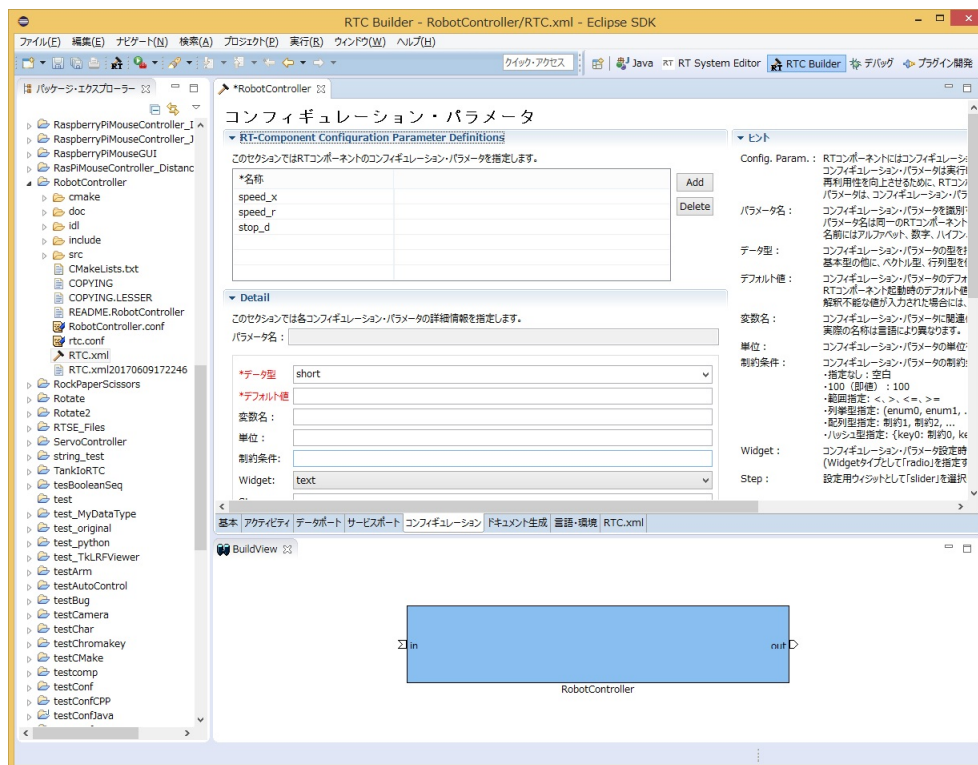 RTC Builder - RobotController/RTC.xml - Eclipse SDK
ファイル(F) 編集(E) ナビゲート(N) 検索(A) プロジェクト(P) 実行(R) ウィンドウ(W) ヘルプ(H)
クイック・アクセス
Java
RT System Editor
RTC Builder
デバッグ
プラグイン開発
パッケージ・エクスプローラー
RaspberryPiMouseController_I
RaspberryPiMouseController_J
RaspberryPiMouseGUI
RasPiMouseController_Distanc
RobotController
cmake
doc
idl
include
src
CMakeLists.txt
COPYING
COPYING.LESSER
README.RobotController
RobotController.conf
rtc.conf
RTC.xml
RTC.xml20170609172246
RockPaperScissors
Rotate
Rotate2
RTSE_Files
ServoController
string_test
TankIoRTC
tesBooleanSeq
test
test_MyDataType
test_original
test_python
test_TkLRFViewer
testArm
testAutoControl
testBug
testCamera
testChar
testChromakey
testCMake
testcomp
testConf
testConfCPP
testConfJava
*RobotController
コンフィギュレーション・パラメータ
RT-Component Configuration Parameter Definitions
このセクションではRTコンポーネントのコンフィギュレーション・パラメータを指定します。
*名称
speed_x
speed_r
stop_d
Add
Delete
Detail
このセクションでは各コンフィギュレーション・パラメータの詳細情報を指定します。
パラメータ名：
*データ型 short
*デフォルト値
変数名：
単位：
制約条件:
Widget: text
ヒント
Config. Param.： RTコンポーネントにはコンフィギュレーシ
コンフィギュレーション・パラメータは実行
再利用性を向上させるために、RTコン
パラメータは、コンフィギュレーション・パラ
パラメータ名： コンフィギュレーション・パラメータを識別
パラメータ名は同一のRTコンポーネント
名前にはアルファベット、数字、ハイフン
データ型： コンフィギュレーション・パラメータの型を
基本型の他に、ベクトル型、行列型を
デフォルト値： コンフィギュレーション・パラメータのデフォ
RTコンポーネント起動時のデフォルト値
解釈不能な値が入力された場合には、
変数名： コンフィギュレーション・パラメータに関連
実際の名称は言語により異なります。
単位： コンフィギュレーション・パラメータの単位
制約条件： コンフィギュレーション・パラメータの制約
・指定なし：空白
・100（即値）：100
・範囲指定: <、>、<=、>=
・列挙型指定: (enum0, enum1, .
・配列型指定: 制約1, 制約2, ...
・ハッシュ型指定: {key0: 制約0, ke
Widget： コンフィギュレーション・パラメータ設定時
(Widgetタイプとして「radio」を指定す
Step： 設定用ウィジットとして「slider」を選択
基本 アクティビティ データポート サービスポート コンフィギュレーション ドキュメント生成 言語・環境 RTC.xml
BuildView
in
out
RobotController